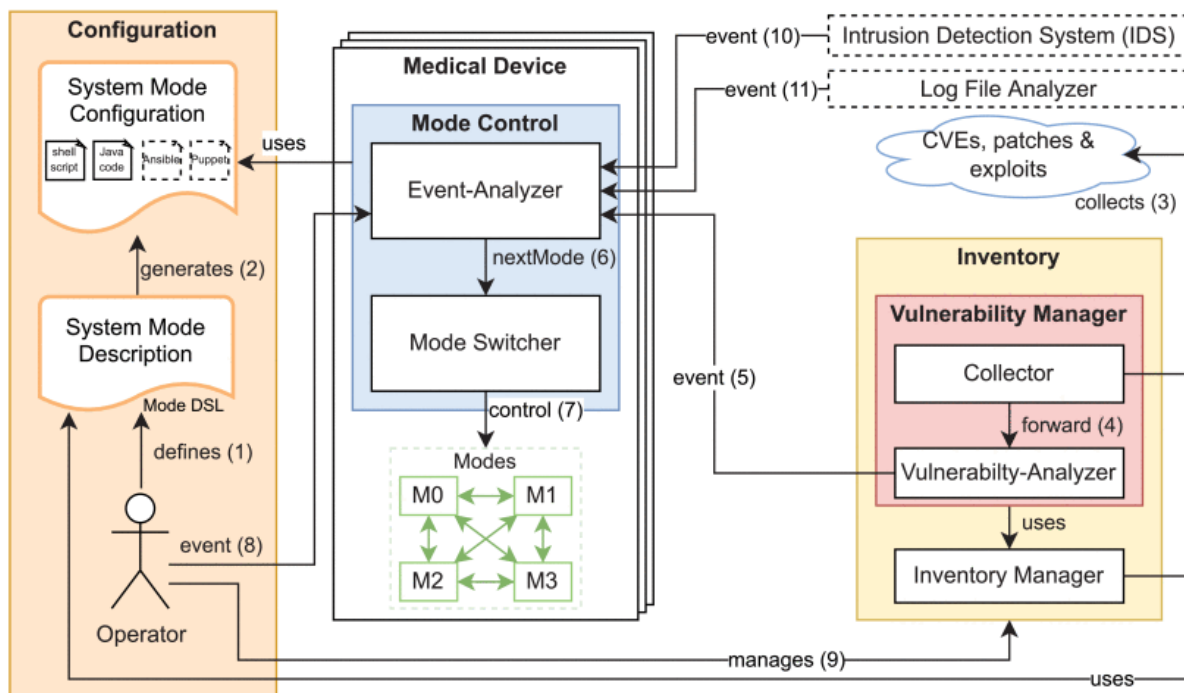 Configuration
System Mode
Configuration
shell
script
Java
code
Ansible
Puppet
generates (2)
System Mode
Description
Mode DSL
defines (1)
Operator
uses
event (8)
manages (9)
Medical Device
Mode Control
Event-Analyzer
nextMode (6)
Mode Switcher
control (7)
Modes
M0
M1
M2
M3
event (10)
Intrusion Detection System (IDS)
event (11)
Log File Analyzer
CVEs, patches &
exploits
collects (3)
Inventory
Vulnerability Manager
Collector
forward (4)
Vulnerabilty-Analyzer
event (5)
uses
Inventory Manager
uses